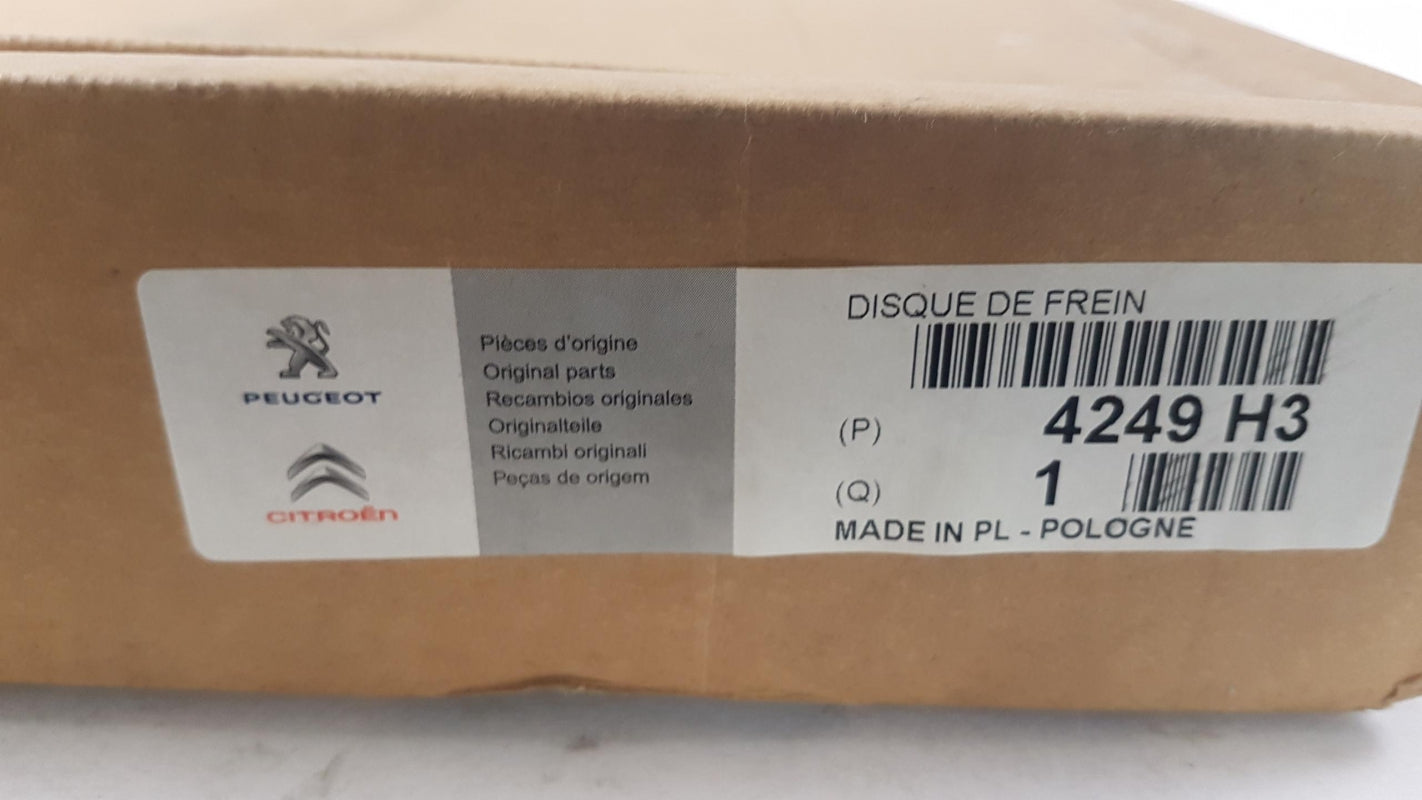 PEUGEOT
CITROËN
Pièces d'origine
Original parts
Recambios originales
Originalteile
Ricambi originali
Peças de origem
DISQUE DE FREIN
(P) 4249 H3
(Q) 1
MADE IN PL - POLOGNE